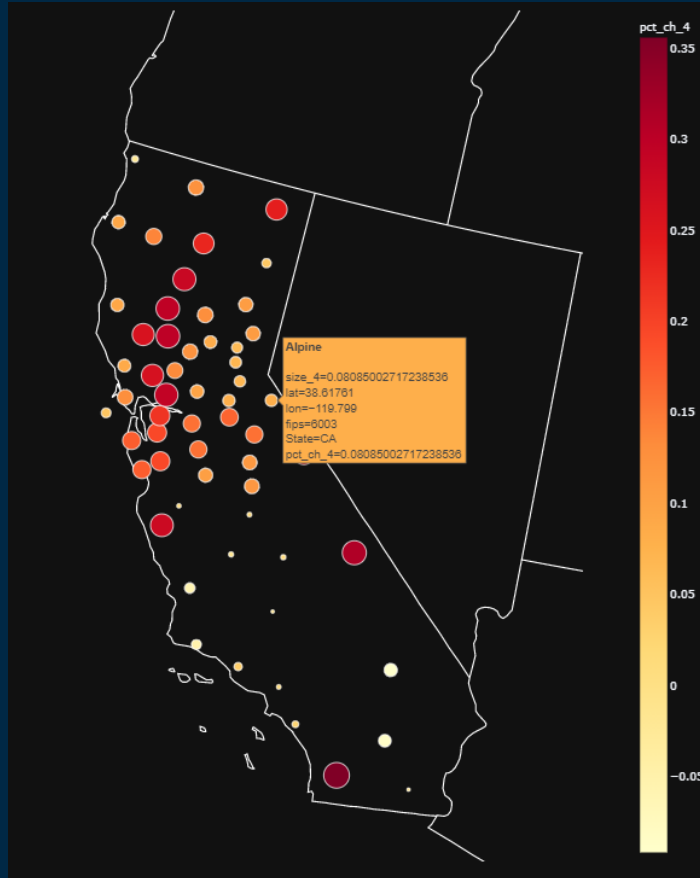 pct_ch_4
0.35
0.3
0.25
0.2
0.15
0.1
0.05
0
−0.05
Alpine
size_4=0.08085002717238536
lat=38.61761
lon=−119.799
fips=6003
State=CA
pct_ch_4=0.08085002717238536